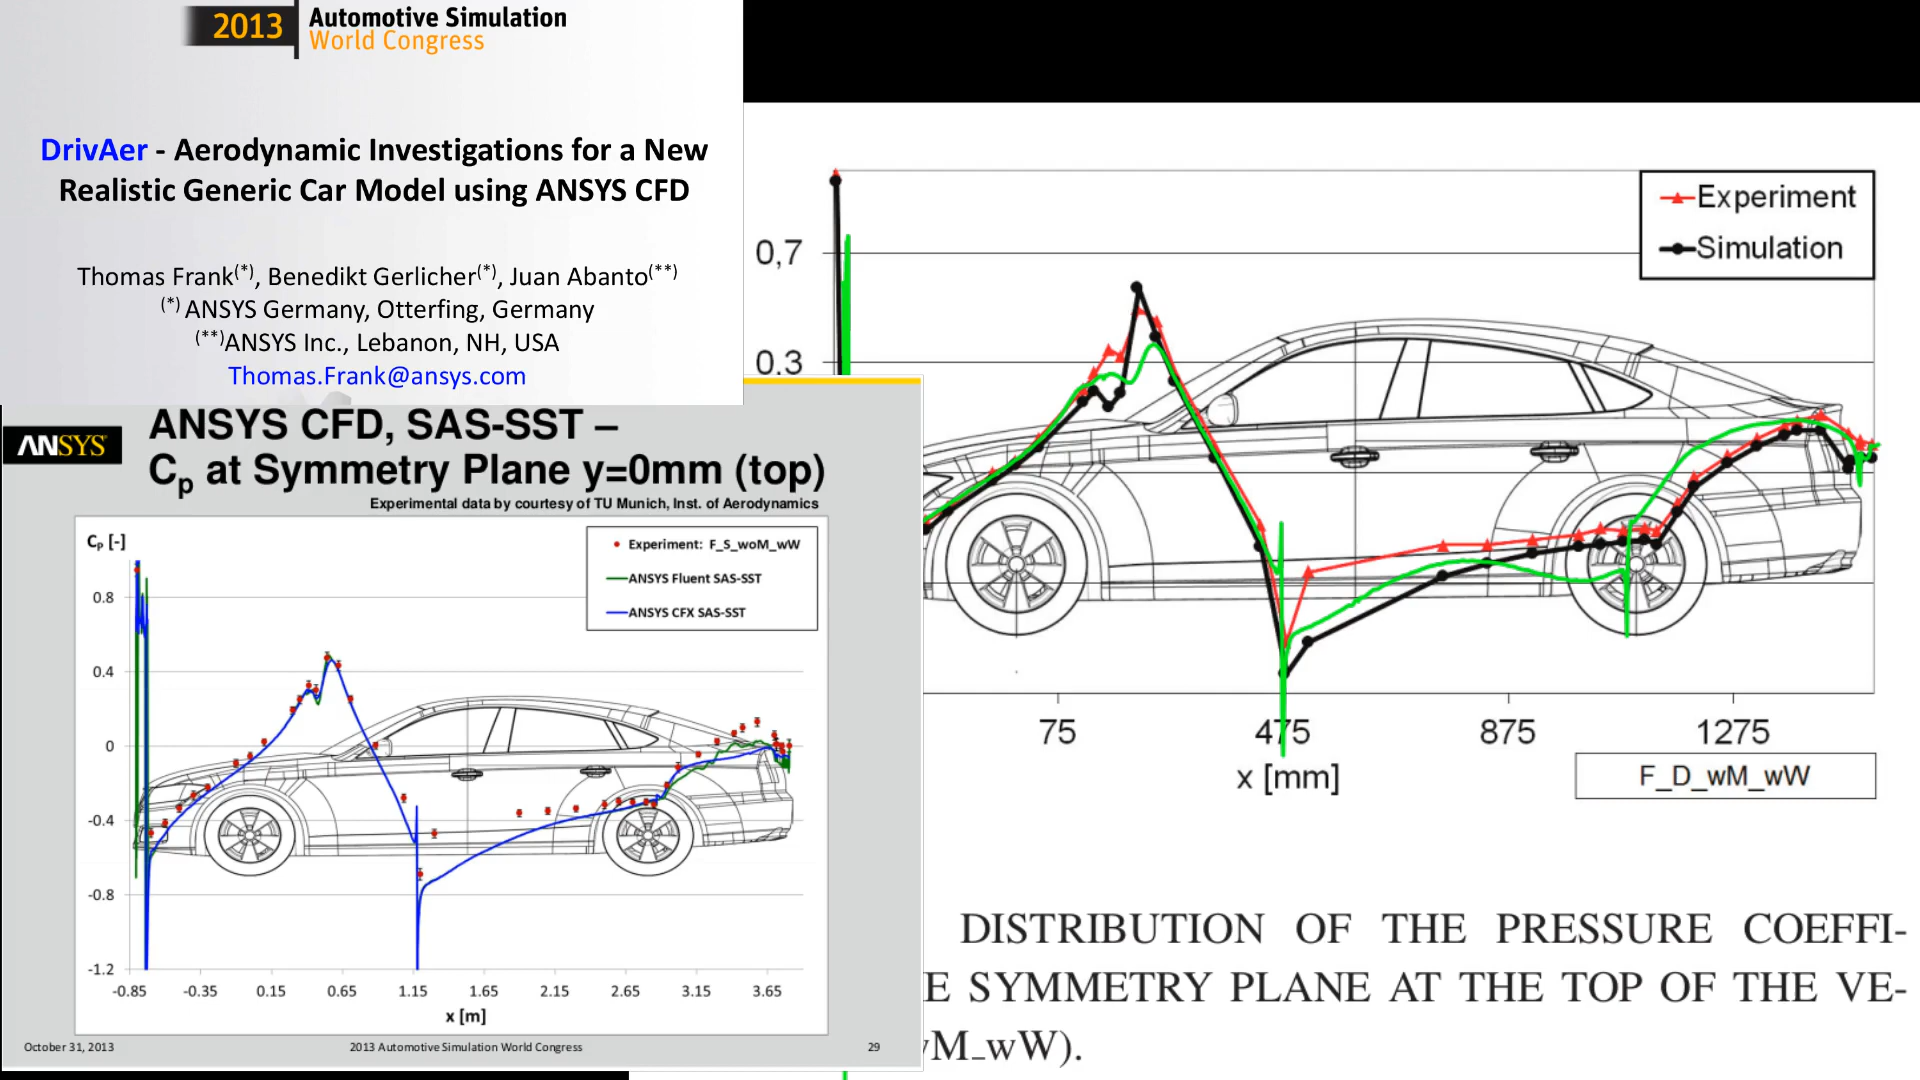 2013 Automotive Simulation
World Congress
DrivAer - Aerodynamic Investigations for a New
Realistic Generic Car Model using ANSYS CFD
Thomas Frank(*), Benedikt Gerlicher(*), Juan Abanto(**)
(*) ANSYS Germany, Otterfing, Germany
(**)ANSYS Inc., Lebanon, NH, USA
Thomas.Frank@ansys.com
ANSYS
ANSYS CFD, SAS-SST –
Cp at Symmetry Plane y=0mm (top)
Experimental data by courtesy of TU Munich, Inst. of Aerodynamics
Cp [-]
Experiment: F_S_woM_wW
ANSYS Fluent SAS-SST
ANSYS CFX SAS-SST
0.8
0.4
0
-0.4
-0.8
-1.2
-0.85 -0.35 0.15 0.65 1.15 1.65 2.15 2.65 3.15 3.65
x [m]
October 31, 2013 2013 Automotive Simulation World Congress 29
Experiment
Simulation
0,7
0.3
75 475 875 1275
x [mm]
F_D_wM_wW
DISTRIBUTION OF THE PRESSURE COEFFI-
E SYMMETRY PLANE AT THE TOP OF THE VE-
M_wW).